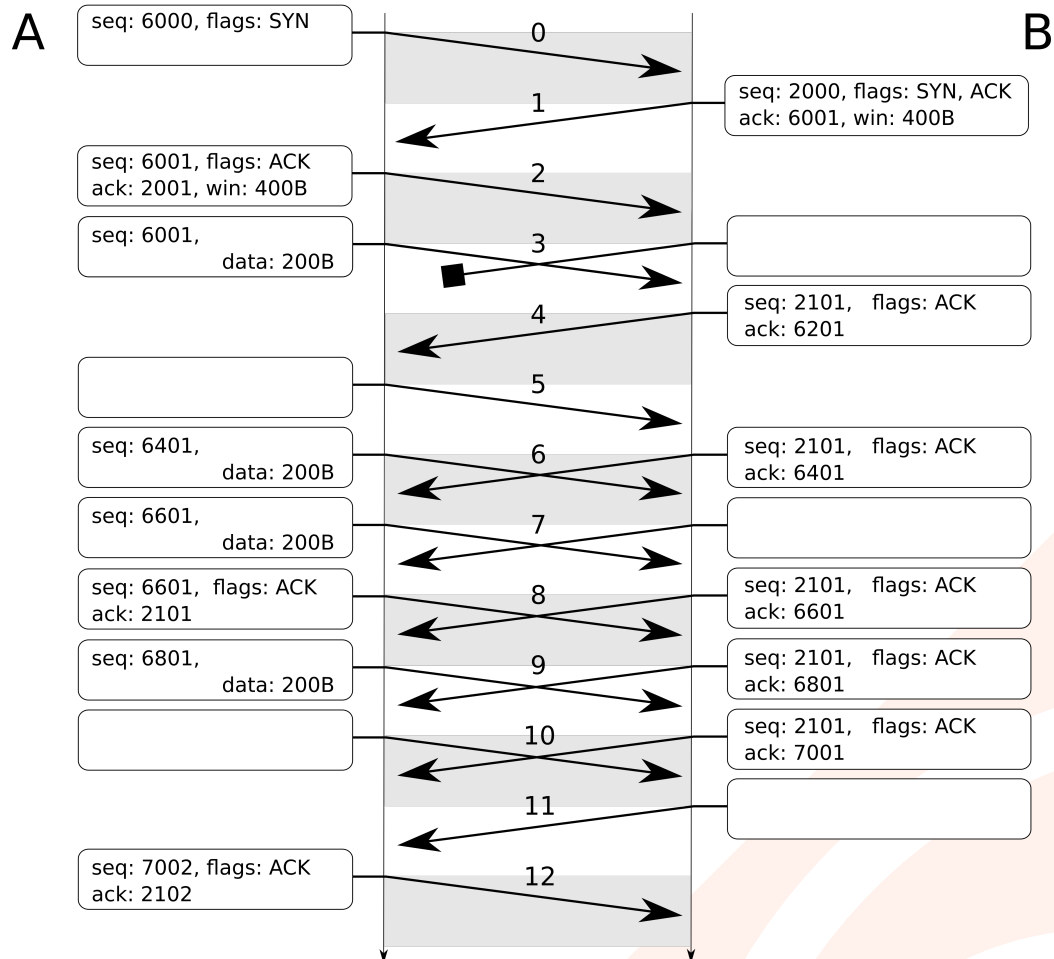 A
B
seq: 6000, flags: SYN
0
1
seq: 2000, flags: SYN, ACK
ack: 6001, win: 400B
seq: 6001, flags: ACK
ack: 2001, win: 400B
2
seq: 6001,
data: 200B
3
4
seq: 2101, flags: ACK
ack: 6201
5
seq: 6401,
data: 200B
6
seq: 2101, flags: ACK
ack: 6401
seq: 6601,
data: 200B
7
seq: 6601, flags: ACK
ack: 2101
8
seq: 2101, flags: ACK
ack: 6601
seq: 6801,
data: 200B
9
seq: 2101, flags: ACK
ack: 6801
10
seq: 2101, flags: ACK
ack: 7001
11
seq: 7002, flags: ACK
ack: 2102
12